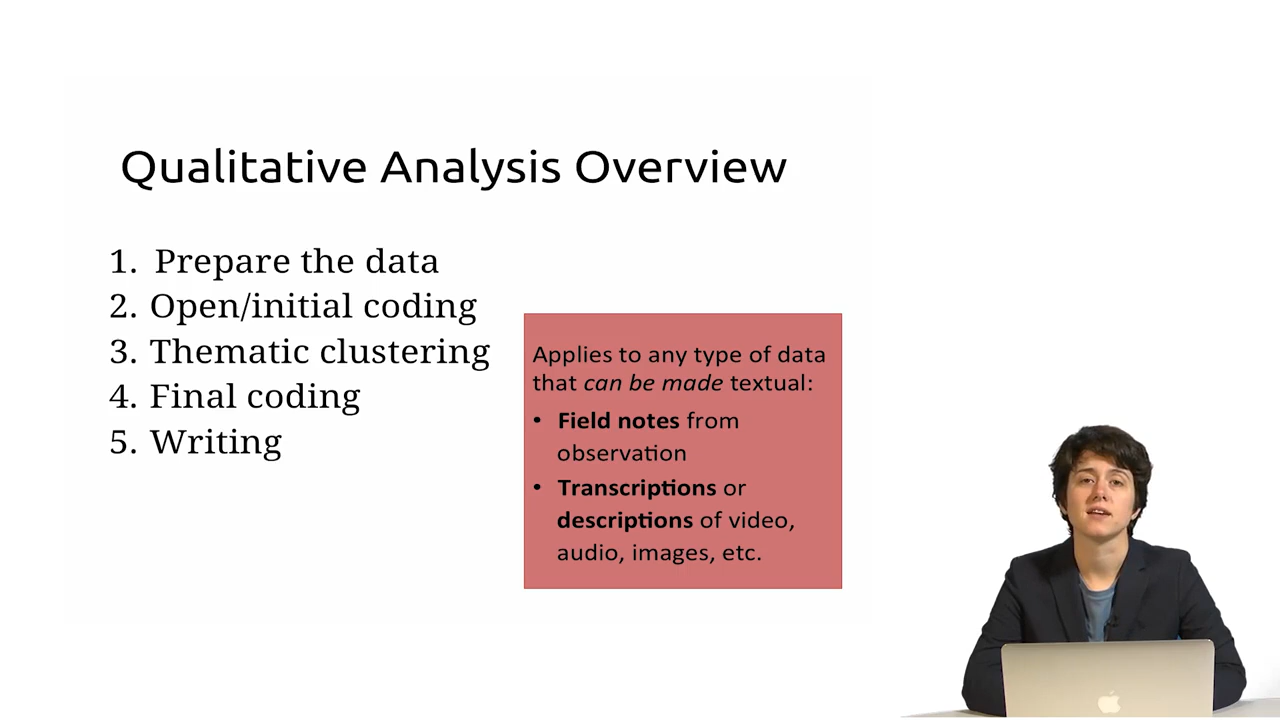 Qualitative Analysis Overview
1. Prepare the data
2. Open/initial coding
3. Thematic clustering
4. Final coding
5. Writing
Applies to any type of data
that can be made textual:
• Field notes from
observation
• Transcriptions or
descriptions of video,
audio, images, etc.